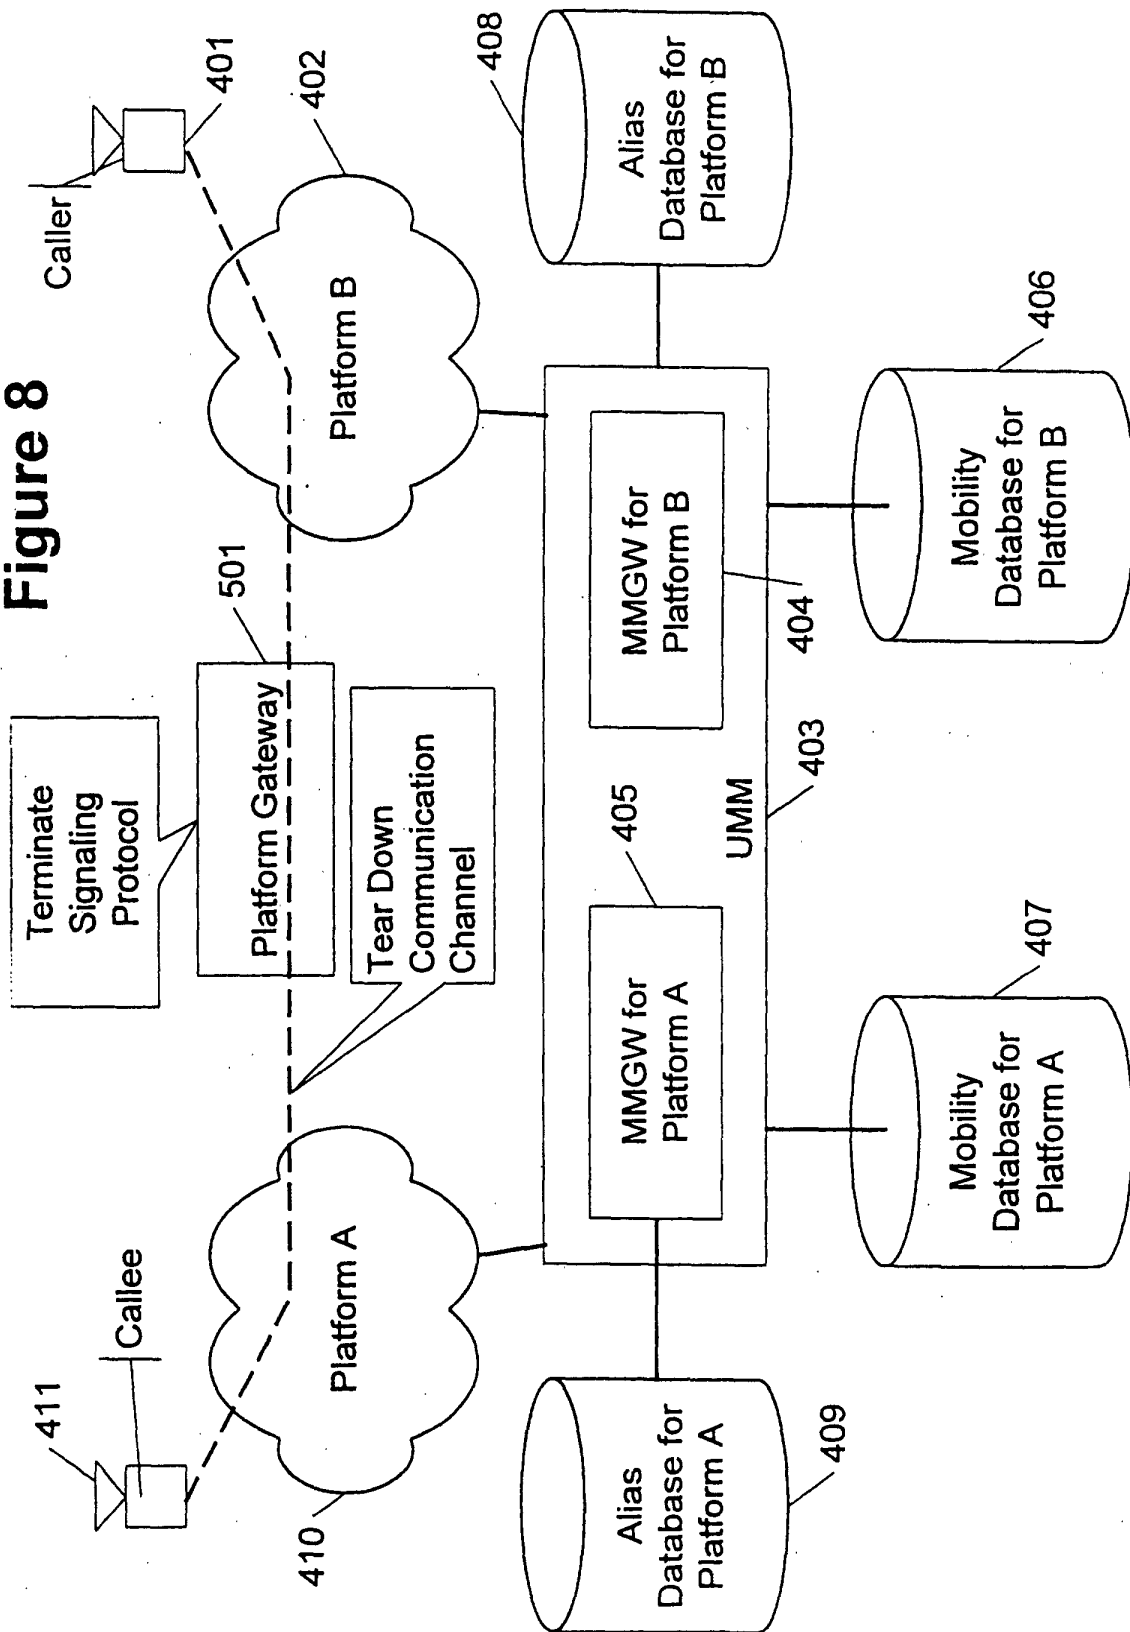 Figure 8
411
Callee
Caller
401
Terminate
Signaling
Protocol
501
402
Platform A
Platform Gateway
Platform B
410
Tear Down
Communication
Channel
408
Alias
Database for
Platform A
409
MMGW for
Platform A
405
MMGW for
Platform B
404
UMM
403
Alias
Database for
Platform B
407
Mobility
Database for
Platform A
406
Mobility
Database for
Platform B